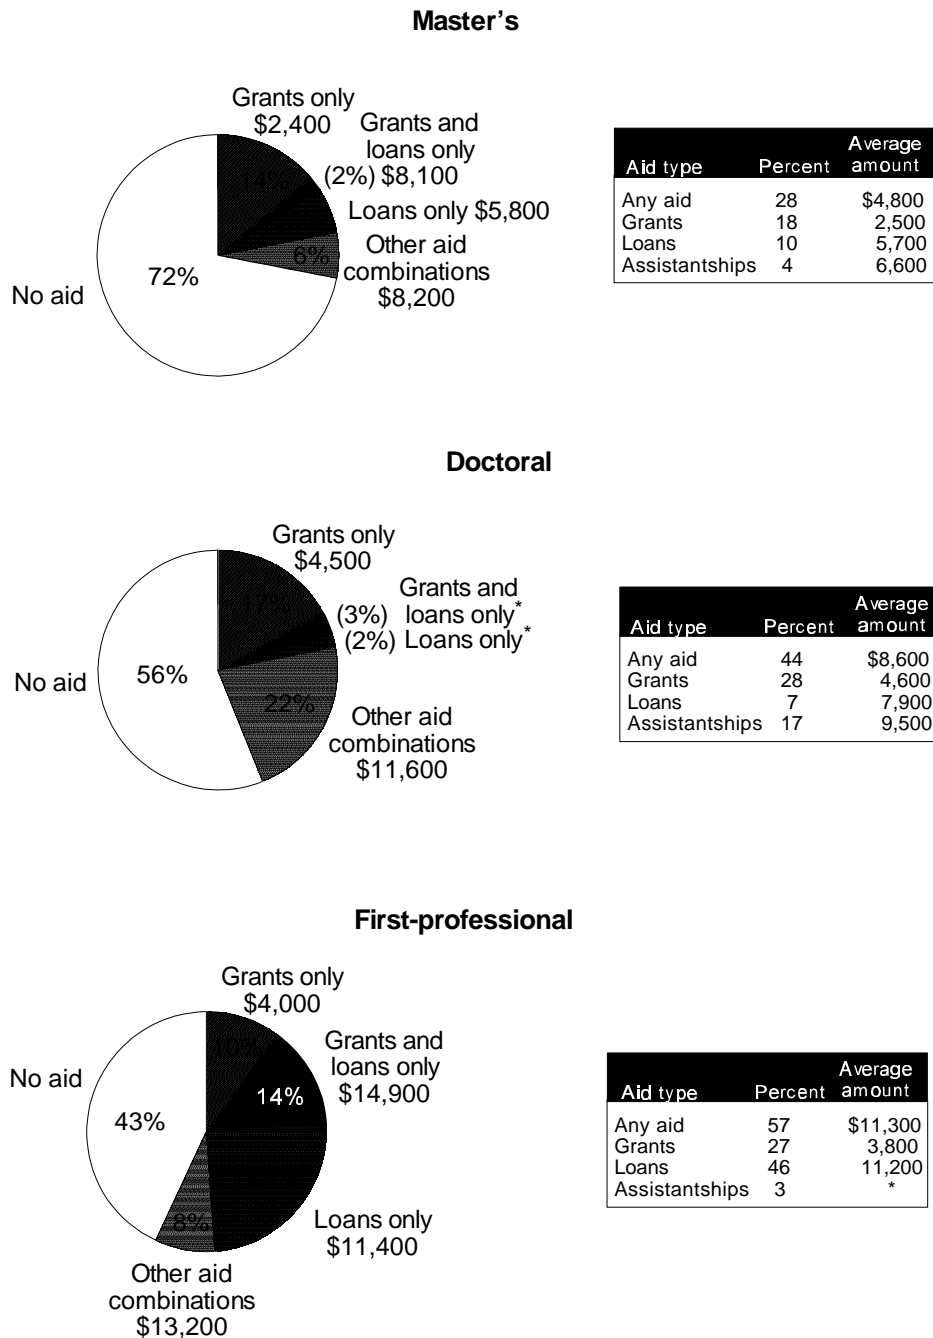 Master's
Grants only
$2,400
Grants and
loans only
14%
(2%) $8,100
Loans only $5,800
Other aid
6%
combinations
$8,200
72%
No aid
Aid type Percent Average amount
Any aid 28 $4,800
Grants 18 2,500
Loans 10 5,700
Assistantships 4 6,600
Doctoral
Grants only
$4,500
17%
Grants and
(3%) loans only*
(2%) Loans only*
56%
No aid
22%
Other aid
combinations
$11,600
Aid type Percent Average amount
Any aid 44 $8,600
Grants 28 4,600
Loans 7 7,900
Assistantships 17 9,500
First-professional
Grants only
$4,000
10%
Grants and
loans only
$14,900
14%
No aid
43%
Loans only
$11,400
8%
Other aid
combinations
$13,200
Aid type Percent Average amount
Any aid 57 $11,300
Grants 27 3,800
Loans 46 11,200
Assistantships 3 *